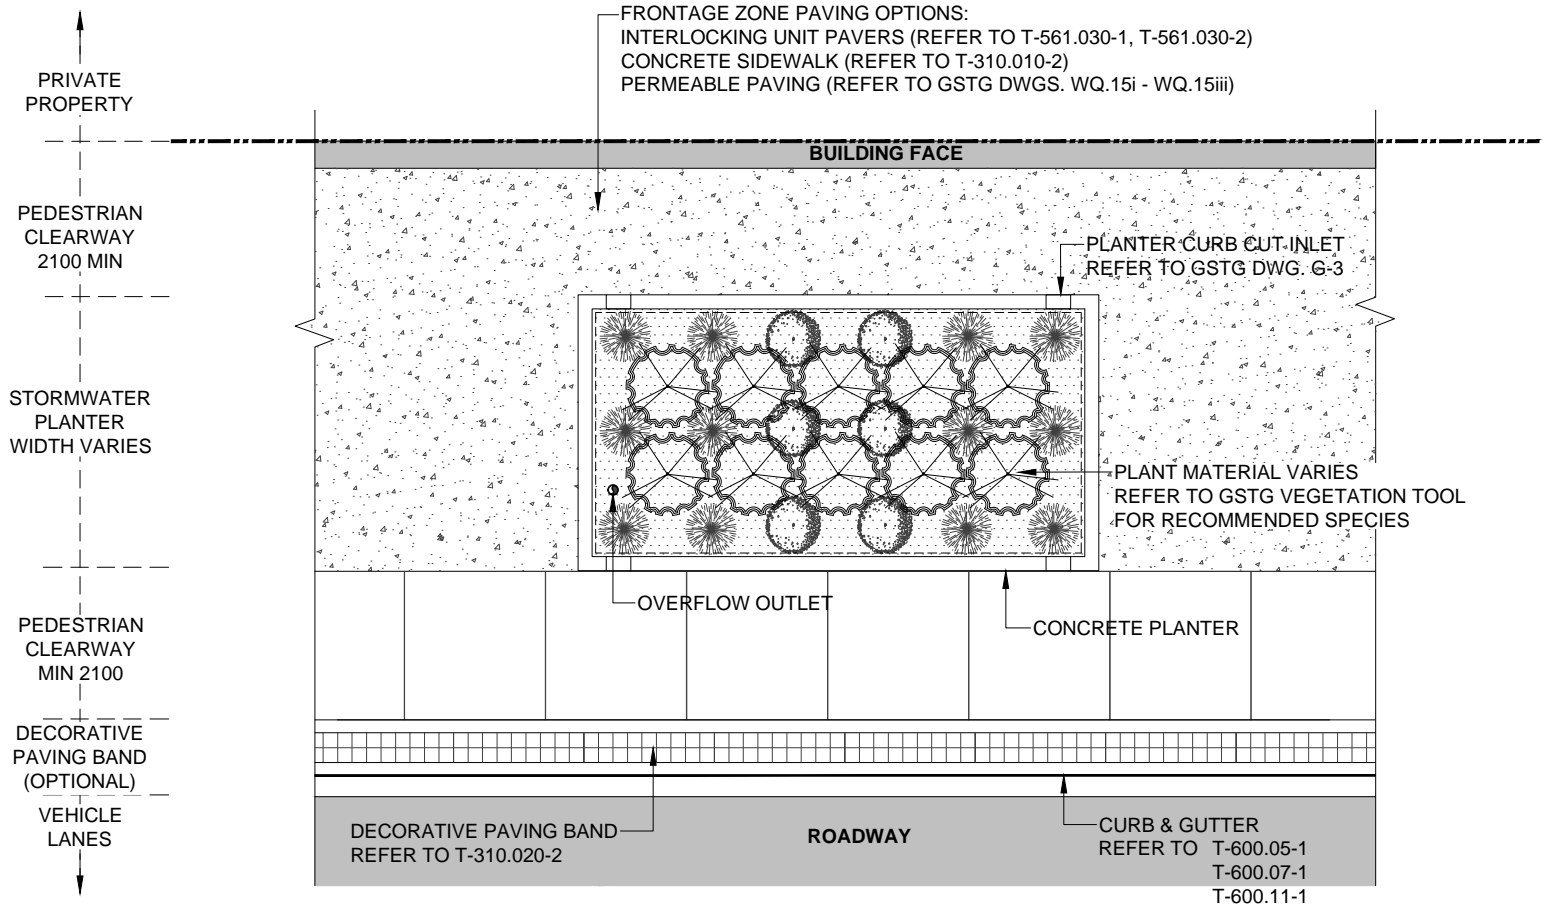 FRONTAGE ZONE PAVING OPTIONS:
INTERLOCKING UNIT PAVERS (REFER TO T-561.030-1, T-561.030-2)
CONCRETE SIDEWALK (REFER TO T-310.010-2)
PERMEABLE PAVING (REFER TO GSTG DWGS. WQ.15i - WQ.15iii)
PRIVATE
PROPERTY
BUILDING FACE
PEDESTRIAN
CLEARWAY
2100 MIN
PLANTER CURB CUT INLET
REFER TO GSTG DWG. G-3
STORMWATER
PLANTER
WIDTH VARIES
PLANT MATERIAL VARIES
REFER TO GSTG VEGETATION TOOL
FOR RECOMMENDED SPECIES
OVERFLOW OUTLET
CONCRETE PLANTER
PEDESTRIAN
CLEARWAY
MIN 2100
DECORATIVE
PAVING BAND
(OPTIONAL)
VEHICLE
LANES
DECORATIVE PAVING BAND
REFER TO T-310.020-2
ROADWAY
CURB & GUTTER
REFER TO T-600.05-1
T-600.07-1
T-600.11-1